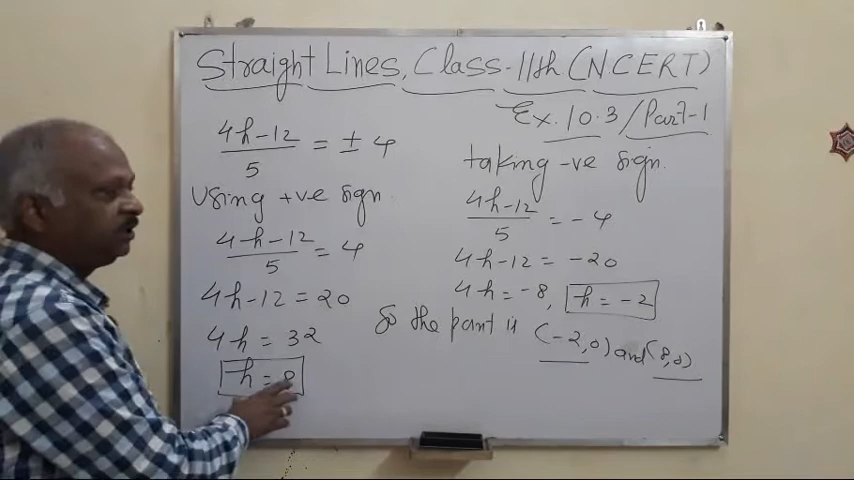 Straight Lines, Class-11th (NCERT)
Ex. 10.3/Part-1
4h-12/5 = ± 4
Using +ve sign.
4h-12/5 = 4
4h-12 = 20
4h = 32
h = 8
taking -ve sign.
4h-12/5 = -4
4h-12 = -20
4h = -8, h = -2
So the point is (-2,0) and (8,0)